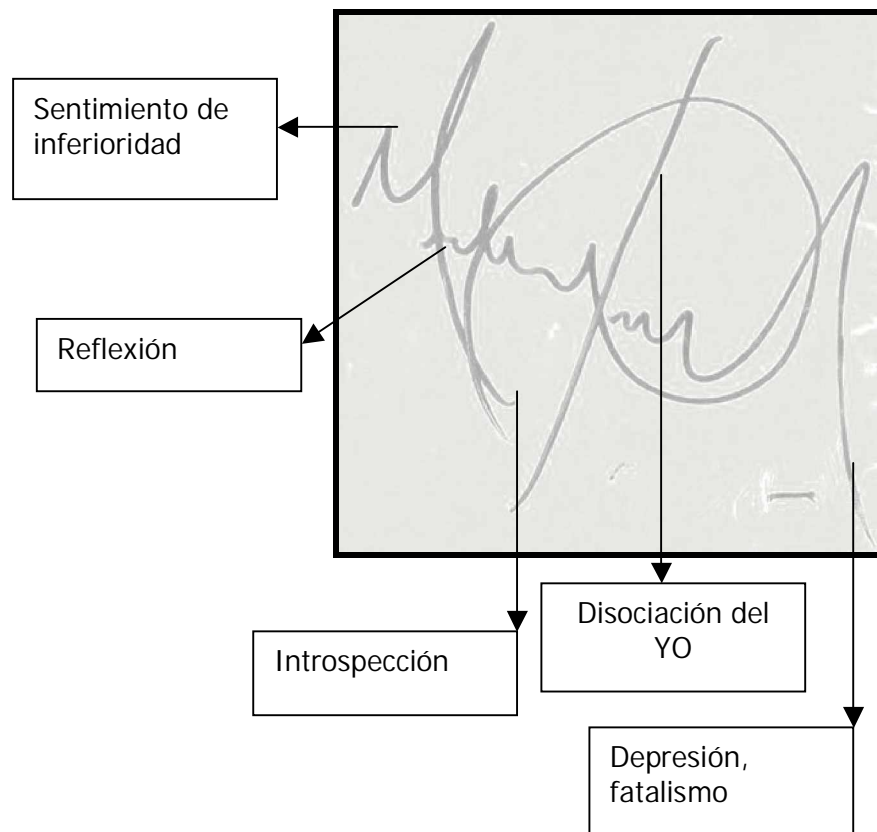 Sentimiento de
inferioridad
Reflexión
Introspección
Disociación del
YO
Depresión,
fatalismo